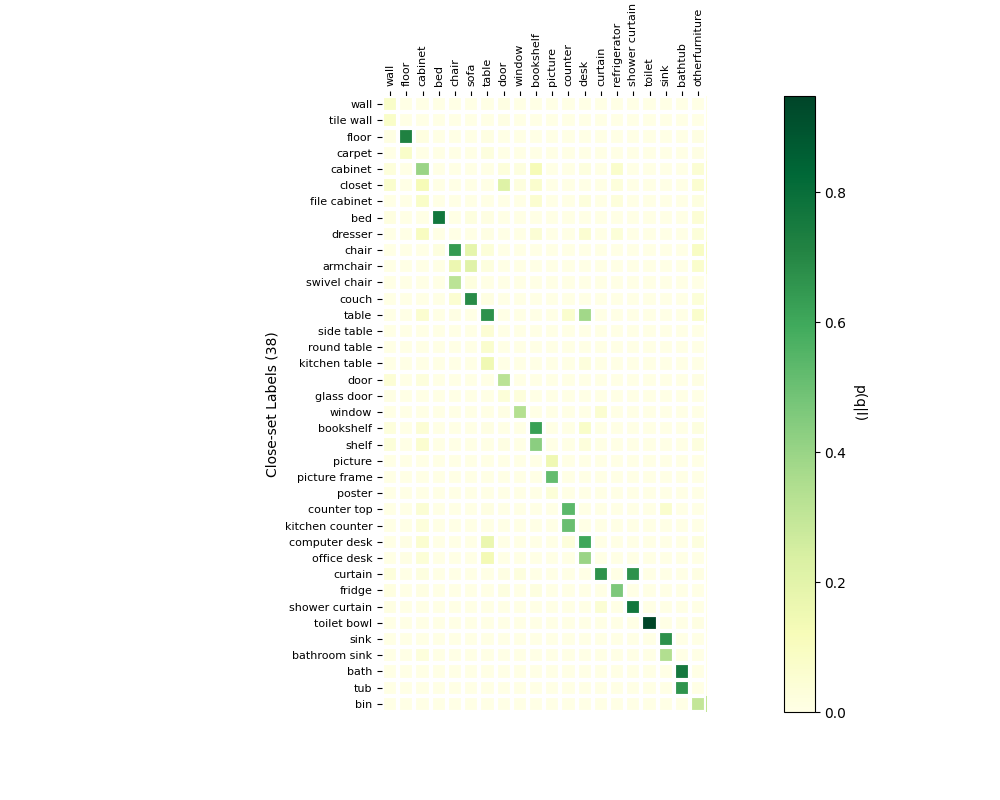 wall
floor
cabinet
bed
chair
sofa
table
door
window
bookshelf
picture
counter
desk
curtain
refrigerator
shower curtain
toilet
sink
bathtub
otherfurniture
wall
tile wall
floor
carpet
cabinet
closet
file cabinet
bed
dresser
chair
armchair
swivel chair
couch
table
side table
round table
kitchen table
door
glass door
window
bookshelf
shelf
picture
picture frame
poster
counter top
kitchen counter
computer desk
office desk
curtain
fridge
shower curtain
toilet bowl
sink
bathroom sink
bath
tub
bin
Close-set Labels (38)
0.8
0.6
0.4
0.2
0.0
p(q|l)